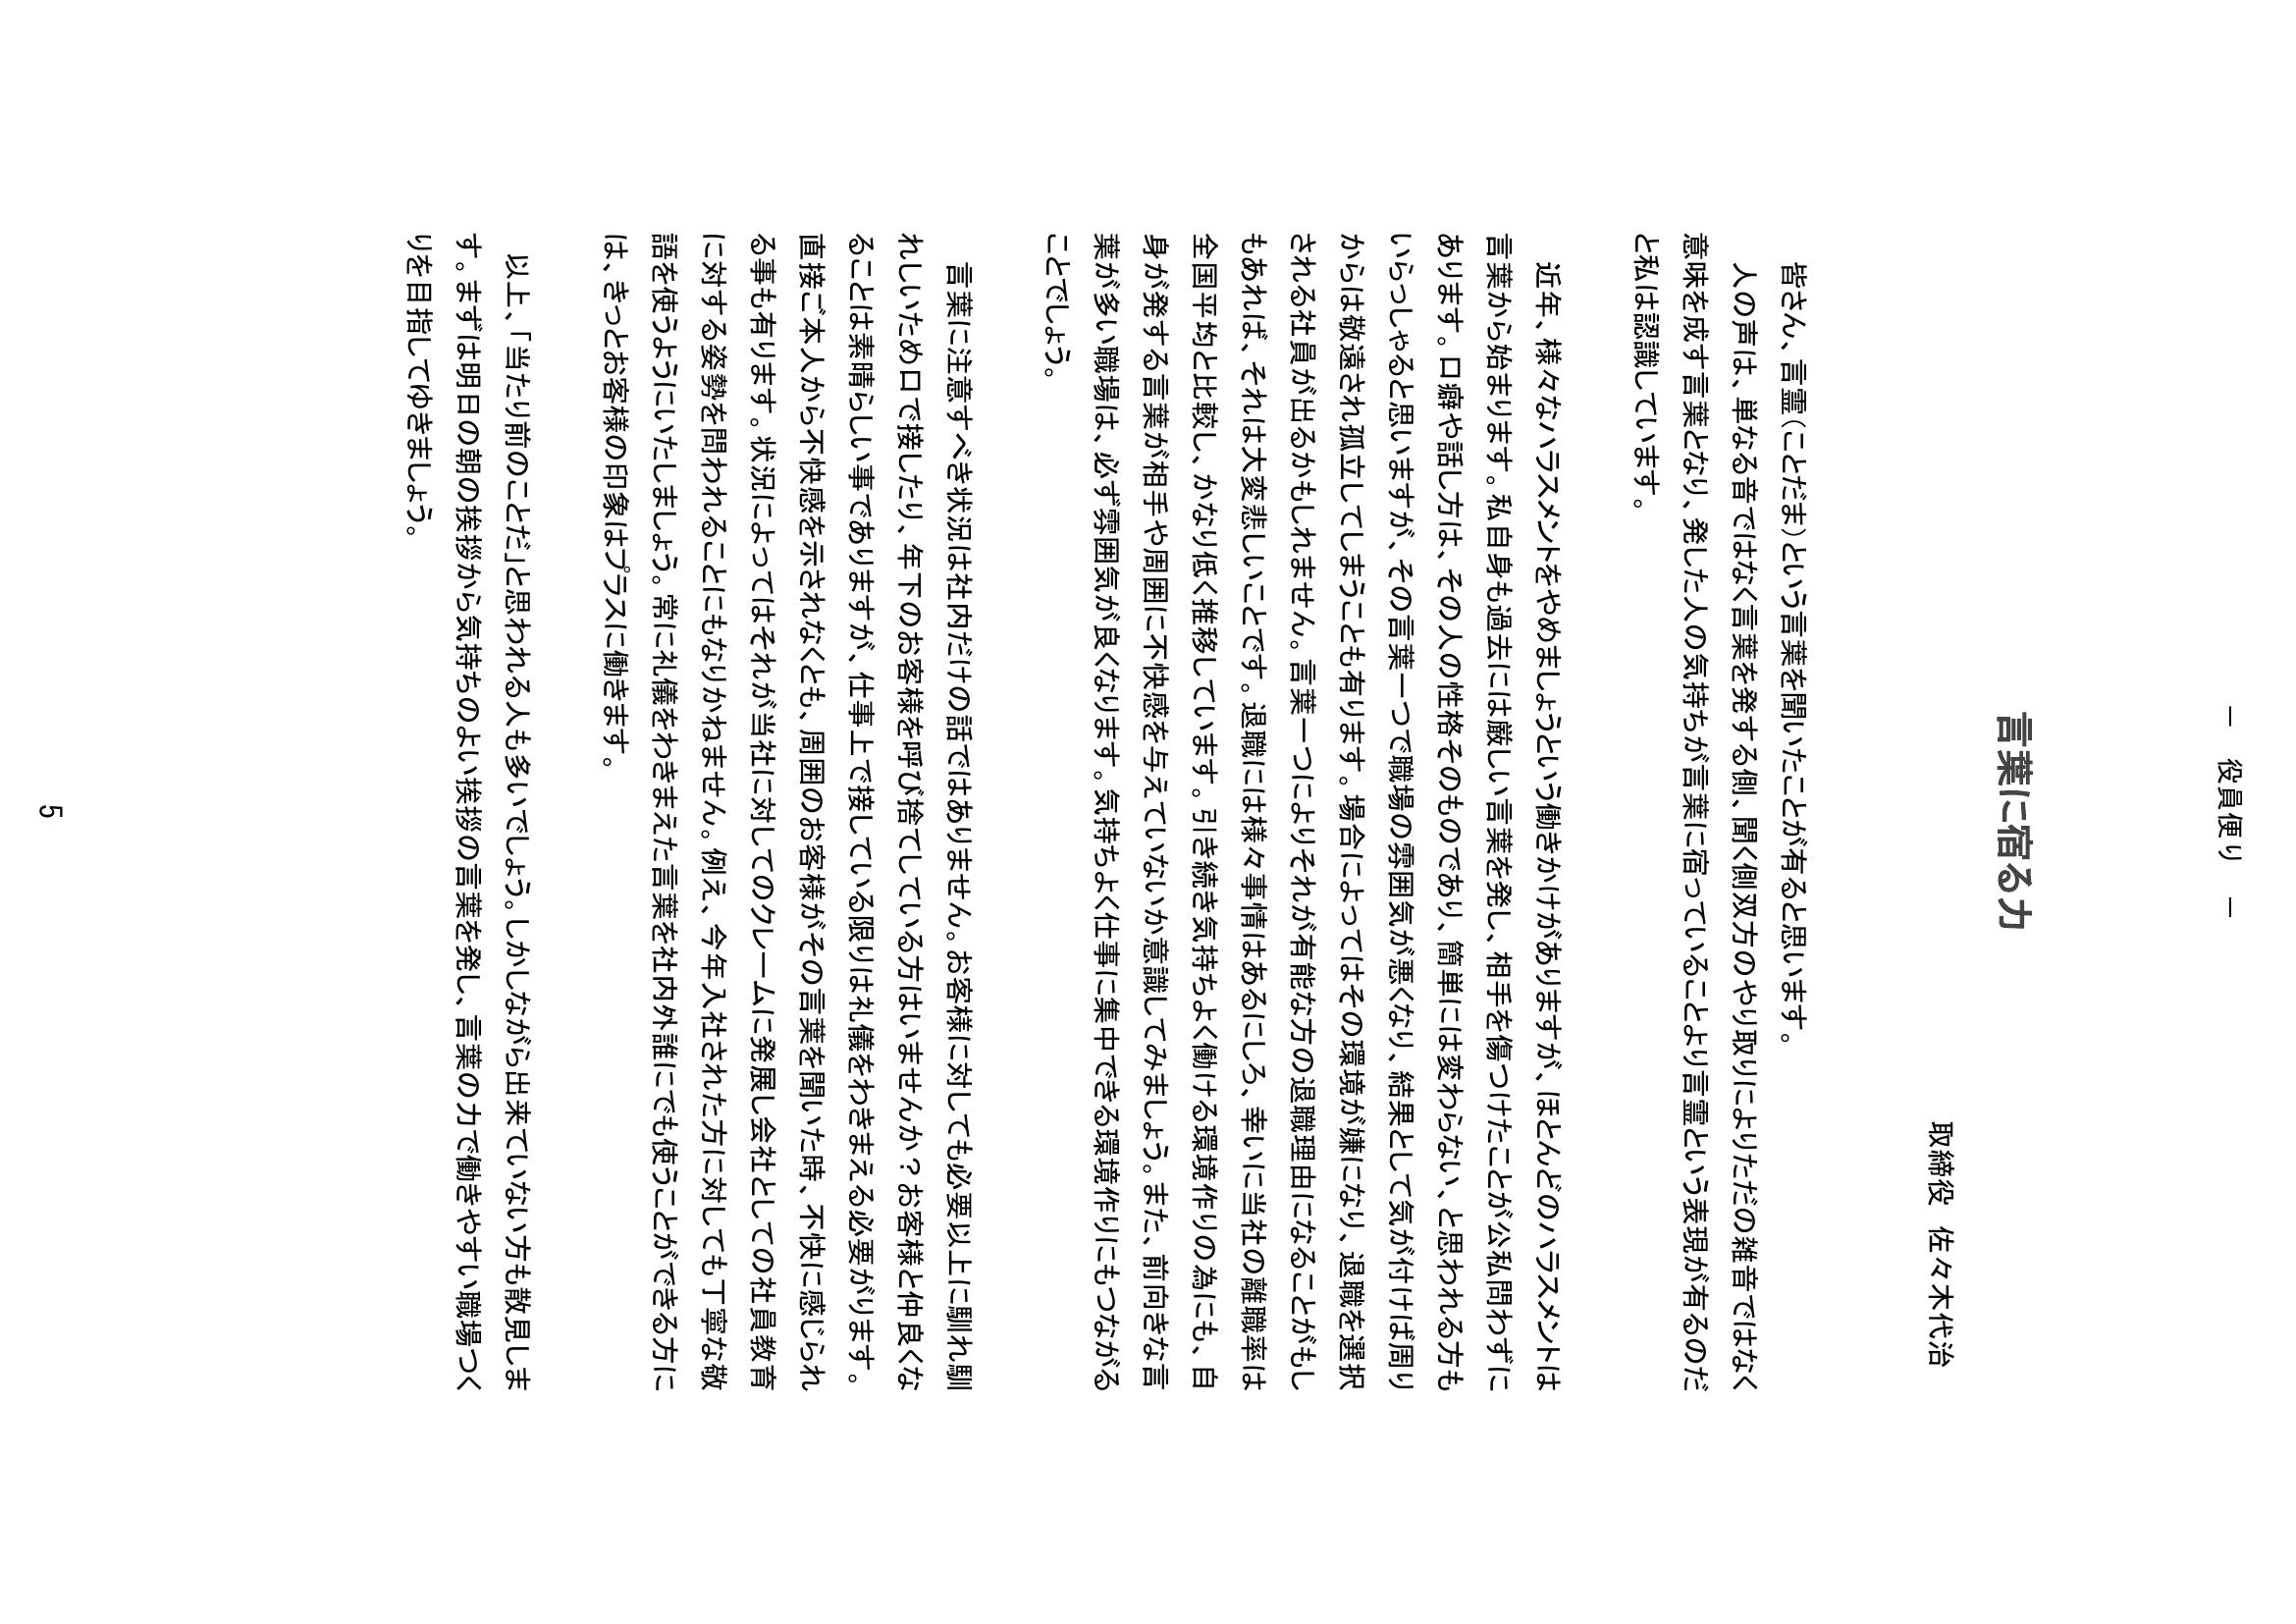 ― 役員便り ―
言葉に宿る力
取締役 佐々木代治
皆さん、言霊(ことだま)という言葉を聞いたことが有ると思います。
人の声は、単なる音ではなく言葉を発する側、聞く側双方のやり取りによりただの雑音ではなく
意味を成す言葉となり、発した人の気持ちが言葉に宿っていることより言霊という表現が有るのだ
と私は認識しています。
近年、様々なハラスメントをやめましょうという働きかけがありますが、ほとんどのハラスメントは
言葉から始まります。私自身も過去には厳しい言葉を発し、相手を傷つけたことが公私問わずに
あります。口癖や話し方は、その人の性格そのものであり、簡単には変わらない、と思われる方も
いらっしゃると思いますが、その言葉一つで職場の雰囲気が悪くなり、結果として気が付けば周り
からは敬遠され孤立してしまうことも有ります。場合によってはその環境が嫌になり、退職を選択
される社員が出るかもしれません。言葉一つによりそれが有能な方の退職理由になることがもし
もあれば、それは大変悲しいことです。退職には様々事情はあるにしろ、幸いに当社の離職率は
全国平均と比較し、かなり低く推移しています。引き続き気持ちよく働ける環境作りの為にも、自
身が発する言葉が相手や周囲に不快感を与えていないか意識してみましょう。また、前向きな言
葉が多い職場は、必ず雰囲気が良くなります。気持ちよく仕事に集中できる環境作りにもつながる
ことでしょう。
言葉に注意すべき状況は社内だけの話ではありません。お客様に対しても必要以上に馴れ馴
れしいため口で接したり、年下のお客様を呼び捨てしている方はいませんか？お客様と仲良くな
ることは素晴らしい事でありますが、仕事上で接している限りは礼儀をわきまえる必要がります。
直接ご本人から不快感を示されなくとも、周囲のお客様がその言葉を聞いた時、不快に感じられ
る事も有ります。状況によってはそれが当社に対してのクレームに発展し会社としての社員教育
に対する姿勢を問われることにもなりかねません。例え、今年入社された方に対しても丁寧な敬
語を使うようにいたしましょう。常に礼儀をわきまえた言葉を社内外誰にでも使うことができる方に
は、きっとお客様の印象はプラスに働きます。
以上、「当たり前のことだ」と思われる人も多いでしょう。しかしながら出来ていない方も散見しま
す。まずは明日の朝の挨拶から気持ちのよい挨拶の言葉を発し、言葉の力で働きやすい職場つく
りを目指してゆきましょう。
5